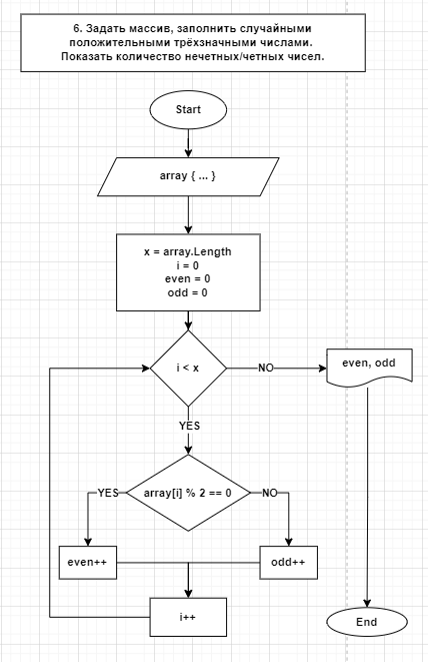 6. Задать массив, заполнить случайными
положительными трёхзначными числами.
Показать количество нечетных/четных чисел.
Start
array { ... }
x = array.Length
i = 0
even = 0
odd = 0
i < x
NO
even, odd
YES
YES
array[i] % 2 == 0
NO
even++
odd++
i++
End